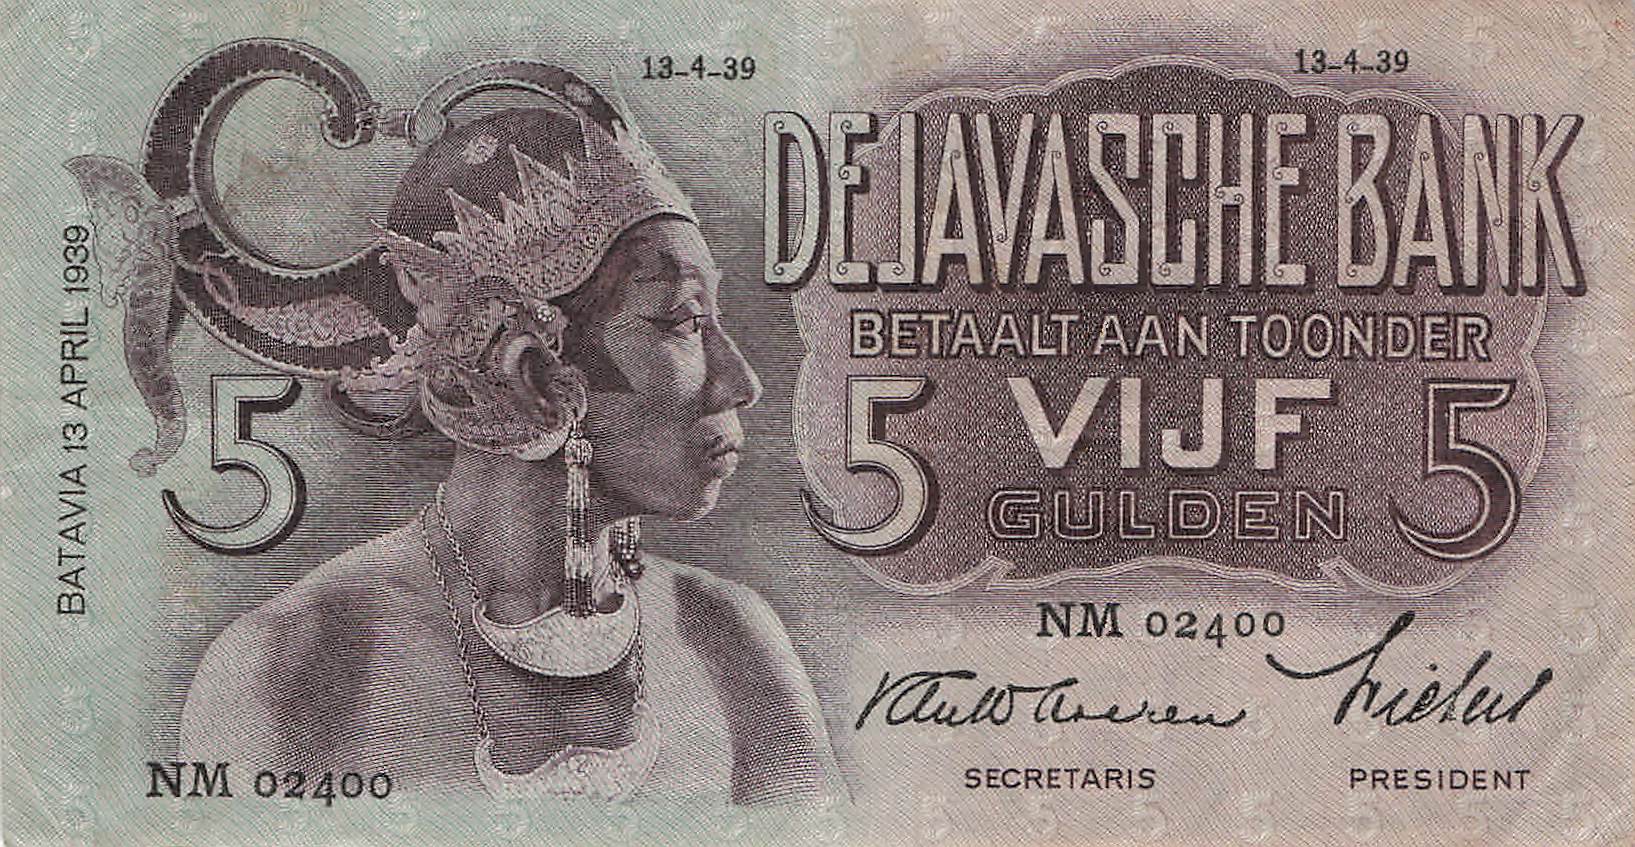 13-4-39
13-4-39
DE JAVASCHE BANK
BETAALT AAN TOONDER
5 VIJF 5
GULDEN
5
BATAVIA 13 APRIL 1939
NM 02400
SECRETARIS
PRESIDENT
NM 02400